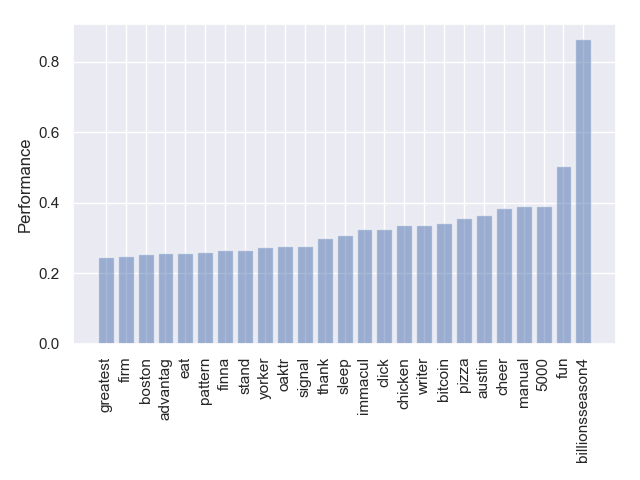 0.8
0.6
0.4
0.2
0.0
Performance
greatest
firm
boston
advantag
eat
pattern
finna
stand
yorker
oaktr
signal
thank
sleep
immacul
dick
chicken
writer
bitcoin
pizza
austin
cheer
manual
5000
fun
billionsseason4